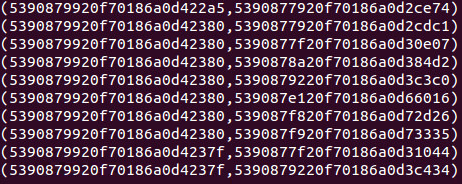 (5390879920f70186a0d422a5,5390877920f70186a0d2ce74)
(5390879920f70186a0d42380,5390877920f70186a0d2cdc1)
(5390879920f70186a0d42380,539087f20f70186a0d30e07)
(5390879920f70186a0d42380,5390878a20f70186a0d384d2)
(5390879920f70186a0d42380,5390879220f70186a0d3c3c0)
(5390879920f70186a0d42380,539087e120f70186a0d66016)
(5390879920f70186a0d42380,539087f820f70186a0d72d26)
(5390879920f70186a0d42380,539087f920f70186a0d73335)
(5390879920f70186a0d4237f,5390877f20f70186a0d31044)
(5390879920f70186a0d4237f,5390879220f70186a0d3c434)